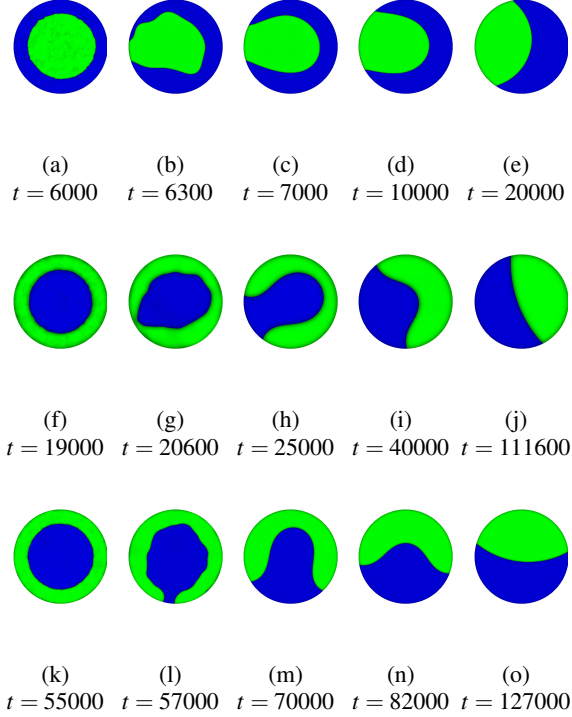 (a) (b) (c) (d) (e)
t = 6000 t = 6300 t = 7000 t = 10000 t = 20000
(f) (g) (h) (i) (j)
t = 19000 t = 20600 t = 25000 t = 40000 t = 111600
(k) (l) (m) (n) (o)
t = 55000 t = 57000 t = 70000 t = 82000 t = 127000